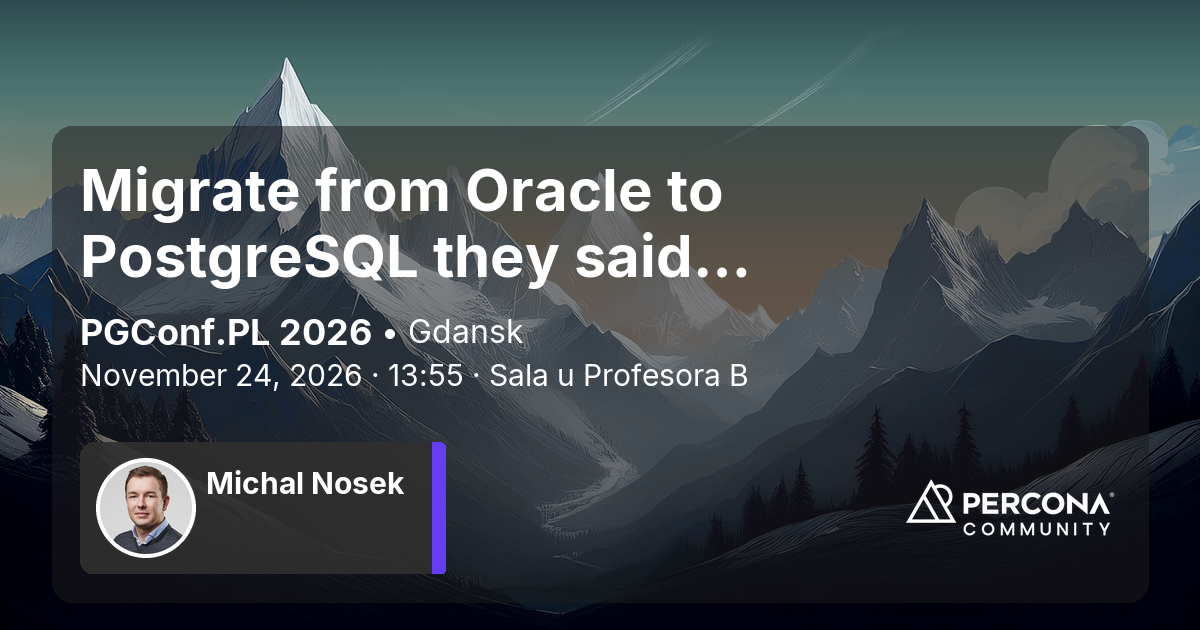 Migrate from Oracle to
PostgreSQL they said...
PGConf.PL 2026 • Gdansk
November 24, 2026 · 13:55 · Sala u Profesora B
Michal Nosek
PERCONA®
COMMUNITY